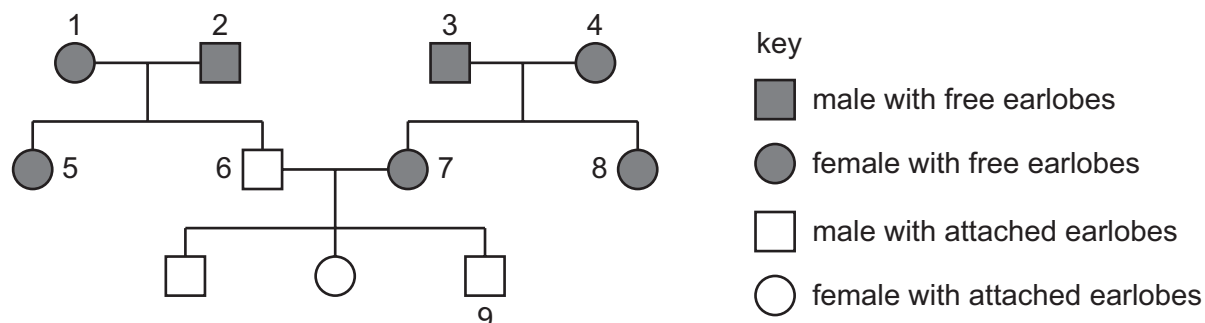 1 2 3 4
5 6 7 8
9
key
male with free earlobes
female with free earlobes
male with attached earlobes
female with attached earlobes